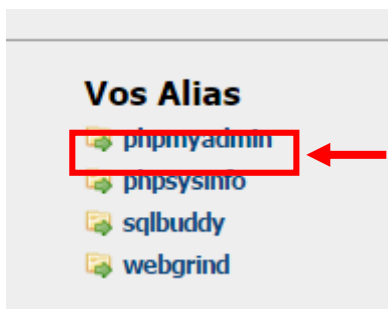 Vos Alias
phpmyadmin
phpsysinfo
sqlbuddy
webgrind